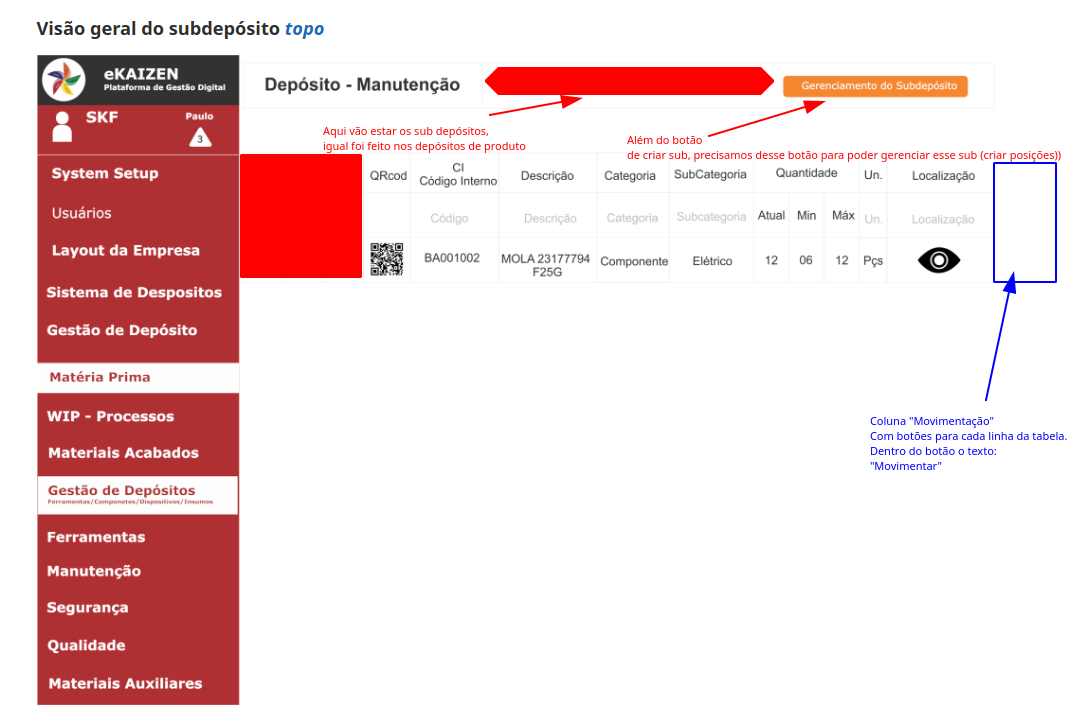 Visão geral do subdepósito topo
eKAIZEN
Plataforma de Gestão Digital
Depósito - Manutenção
Gerenciamento do Subdepósito
SKF
Paulo
3
Aqui vão estar os sub depósitos,
igual foi feito nos depósitos de produto
Além do botão
de criar sub, precisamos desse botão para poder gerenciar esse sub (criar posições))
System Setup
Usuários
Layout da Empresa
Sistema de Despositos
Gestão de Depósito
Matéria Prima
WIP - Processos
Materiais Acabados
Gestão de Depósitos
Ferramentas/Componetes/Dispositivos/Insumos
Ferramentas
Manutenção
Segurança
Qualidade
Materiais Auxiliares
QRcod
CI
Código Interno
Descrição
Categoria
SubCategoria
Quantidade
Un.
Localização
Código
Descrição
Categoria
Subcategoria
Atual
Min
Máx
Un.
Localização
BA001002
MOLA 23177794
F25G
Componente
Elétrico
12
06
12
Pçs
Coluna "Movimentação"
Com botões para cada linha da tabela.
Dentro do botão o texto:
"Movimentar"